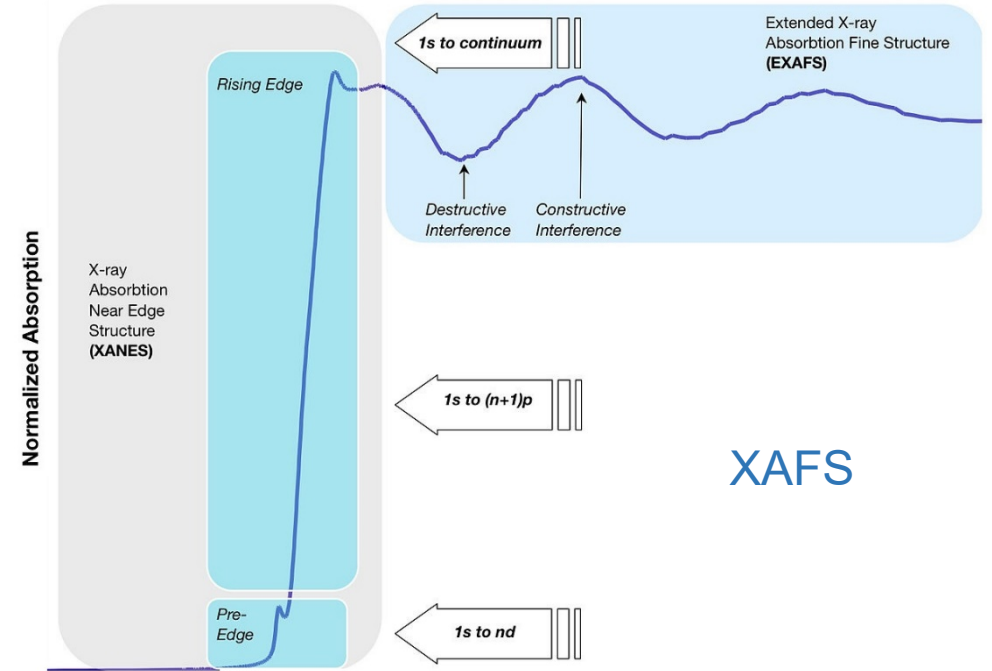 1s to continuum
Extended X-ray
Absorbtion Fine Structure
(EXAFS)
Rising Edge
Destructive
Interference
Constructive
Interference
X-ray
Absorbtion
Near Edge
Structure
(XANES)
Normalized Absorption
1s to (n+1)p
XAFS
Pre-
Edge
1s to nd